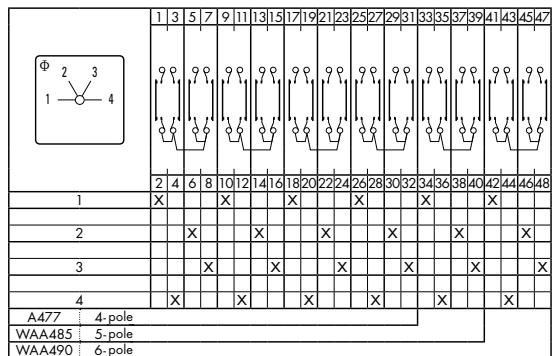 1 3 5 7 9 11 13 15 17 19 21 23 25 27 29 31 33 35 37 39 41 43 45 47
Φ
2 3
1 4
2 4 6 8 10 12 14 16 18 20 22 24 26 28 30 32 34 36 38 40 42 44 46 48
1 X X X X X X
2 X X X X X X
3 X X X X X X
4 X X X X X X
A477 4-pole
WAA485 5-pole
WAA490 6-pole